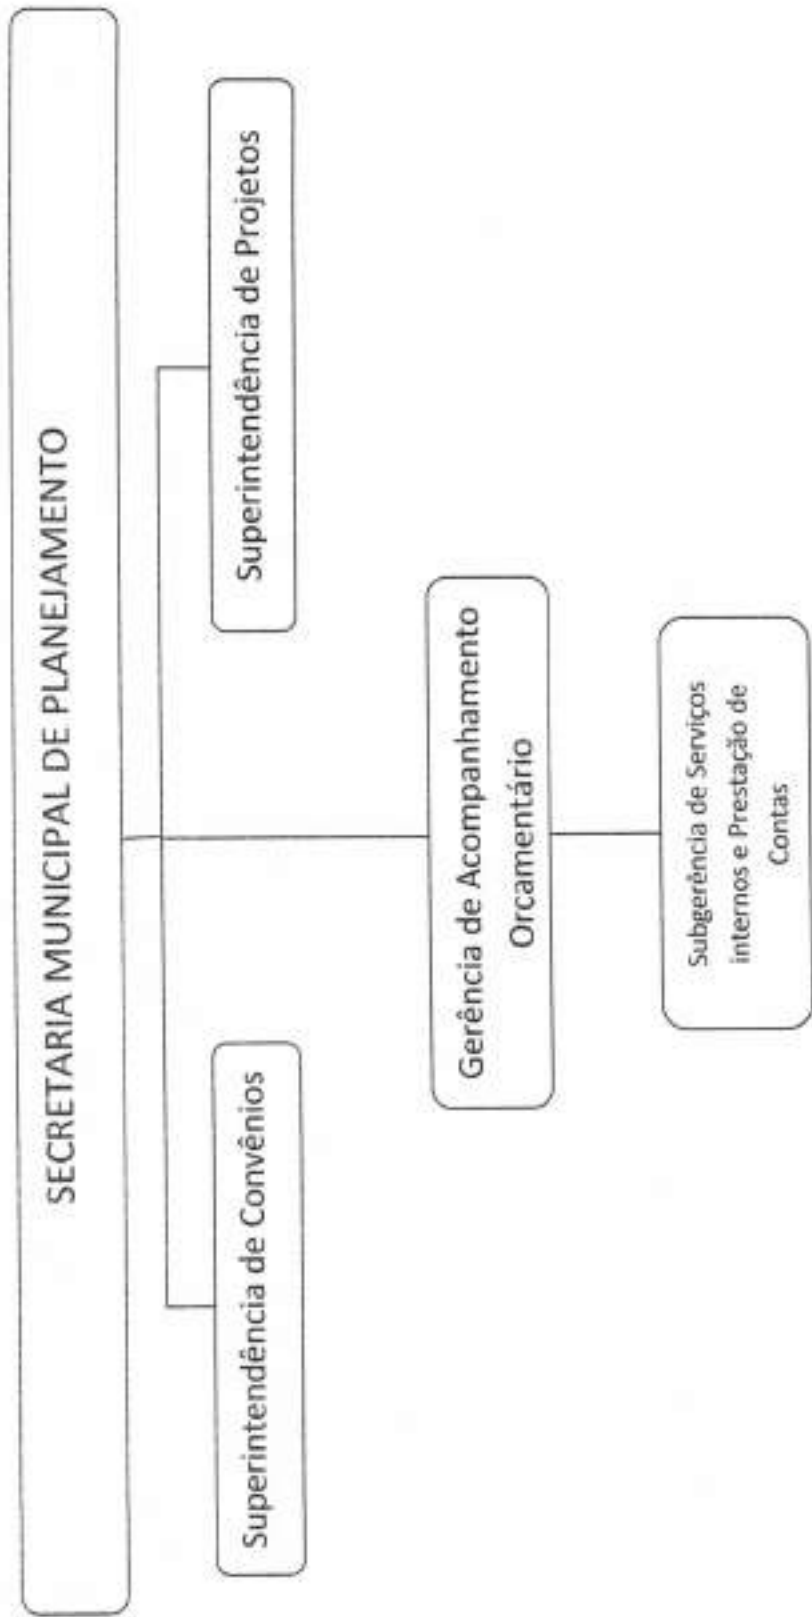 SECRETARIA MUNICIPAL DE PLANEJAMENTO
Superintendência de Convênios
Superintendência de Projetos
Gerência de Acompanhamento
Orcamentário
Subgerência de Serviços
internos e Prestação de
Contas